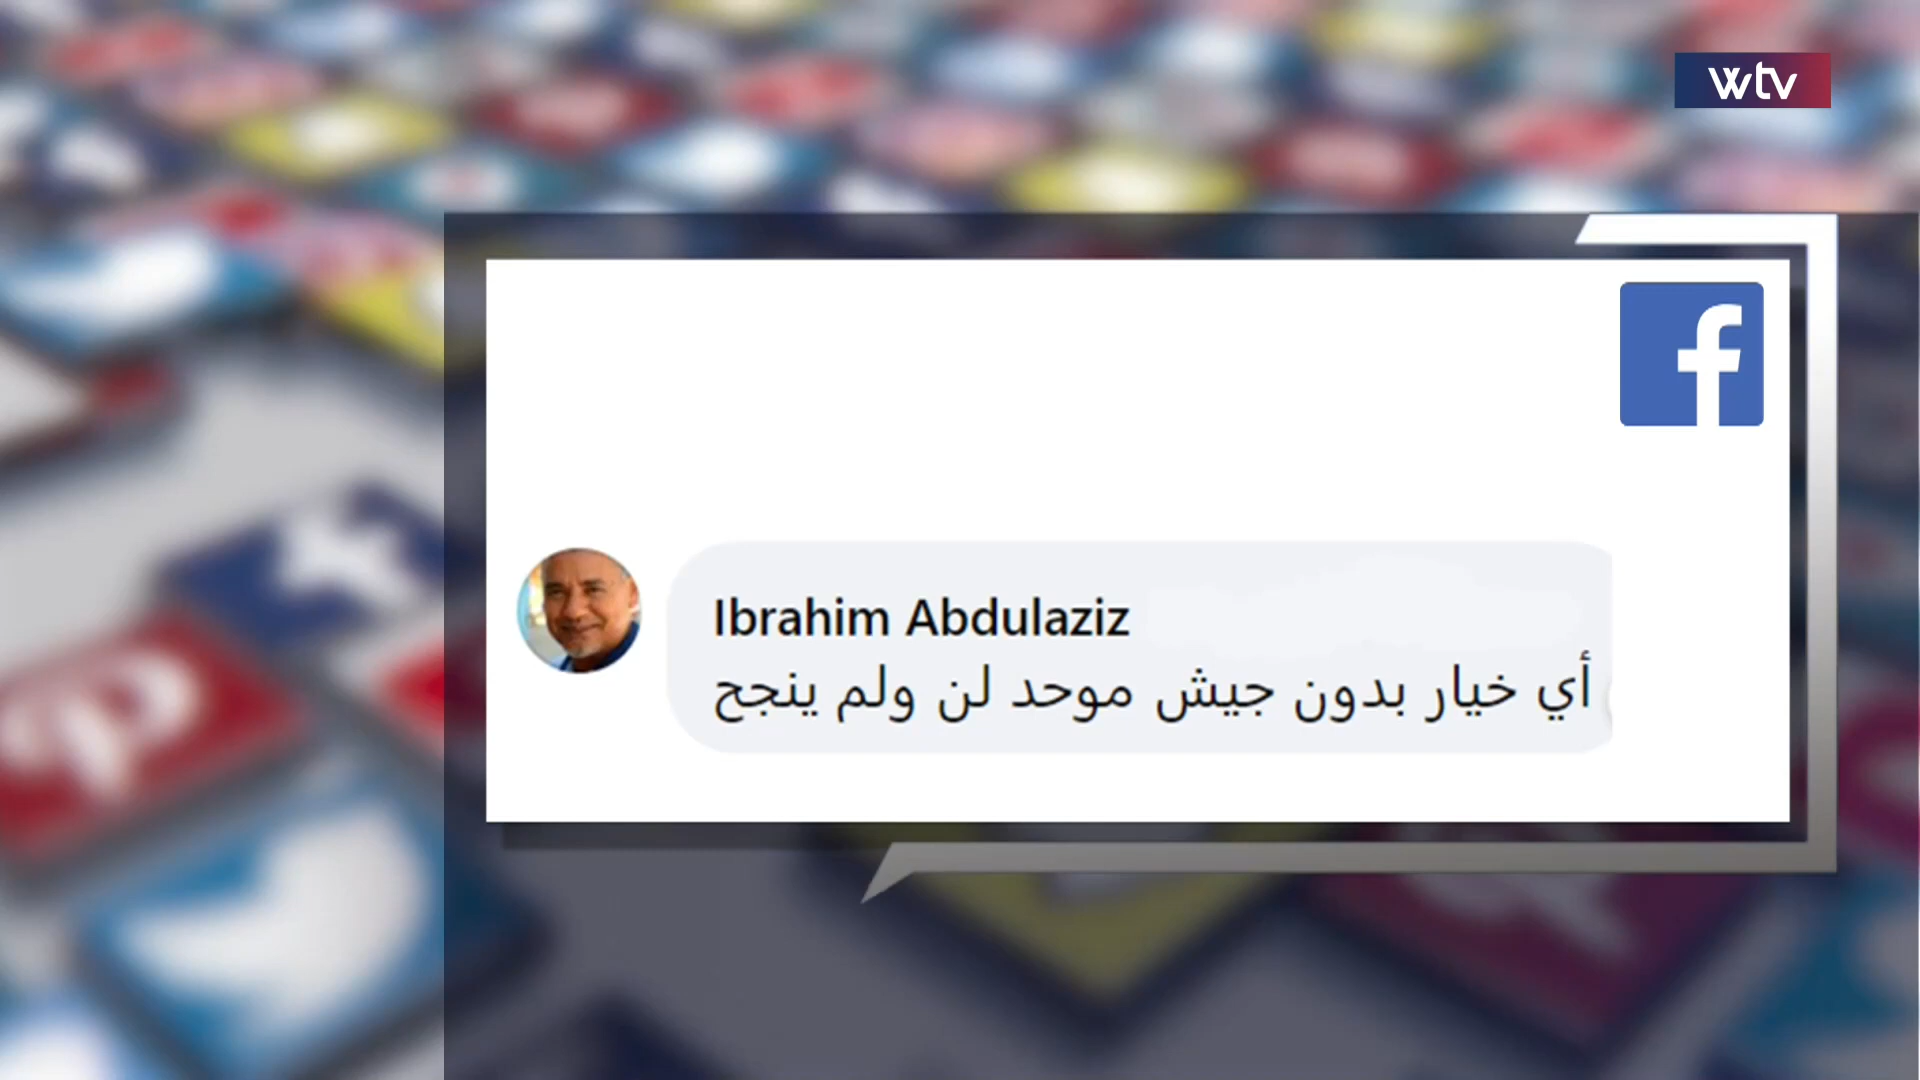 wtv
Ibrahim Abdulaziz
أي خيار بدون جيش موحد لن ولم ينجح